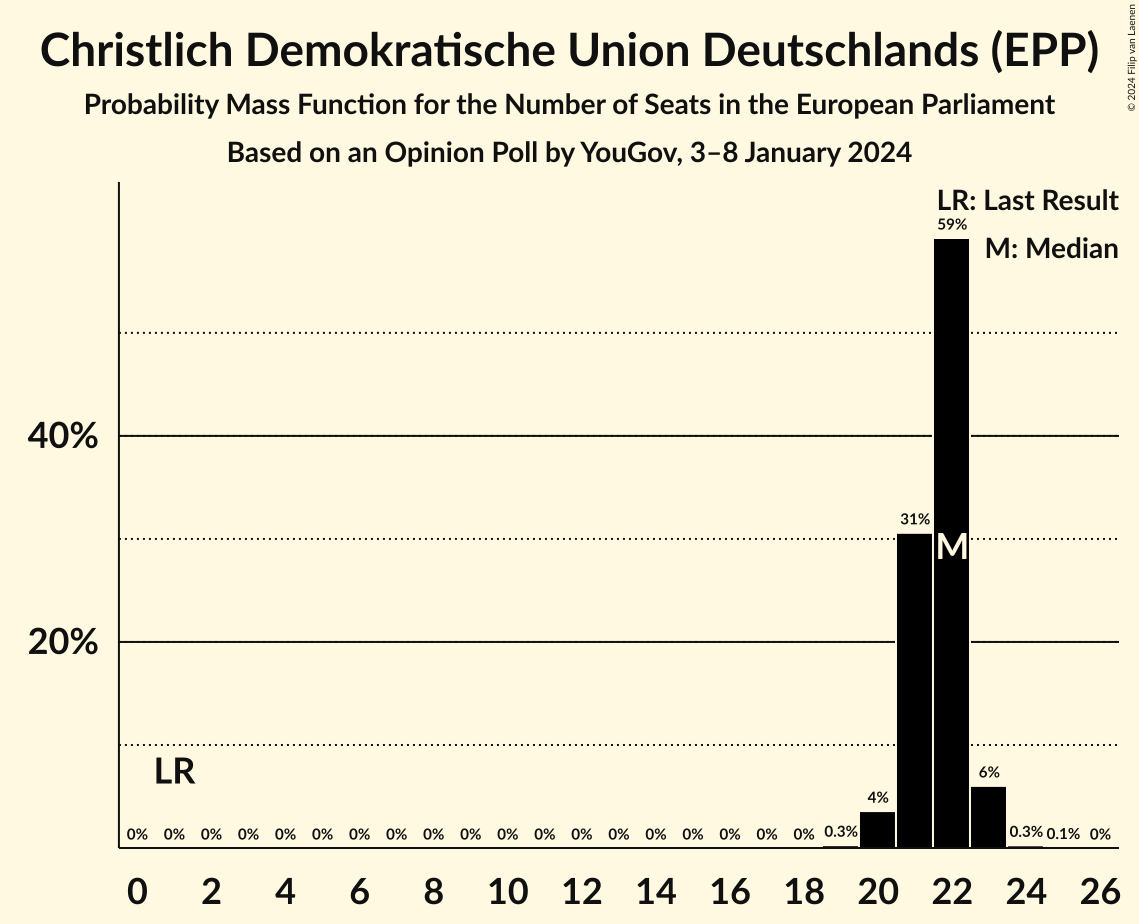 Christlich Demokratische Union Deutschlands (EPP)
Probability Mass Function for the Number of Seats in the European Parliament
Based on an Opinion Poll by YouGov, 3–8 January 2024
© 2024 Filip van Laenen
LR: Last Result
M: Median
59%
40%
31%
M
20%
LR
6%
4%
0% 0% 0% 0% 0% 0% 0% 0% 0% 0% 0% 0% 0% 0% 0% 0% 0% 0% 0% 0.3% 0.3% 0.1% 0%
0 2 4 6 8 10 12 14 16 18 20 22 24 26